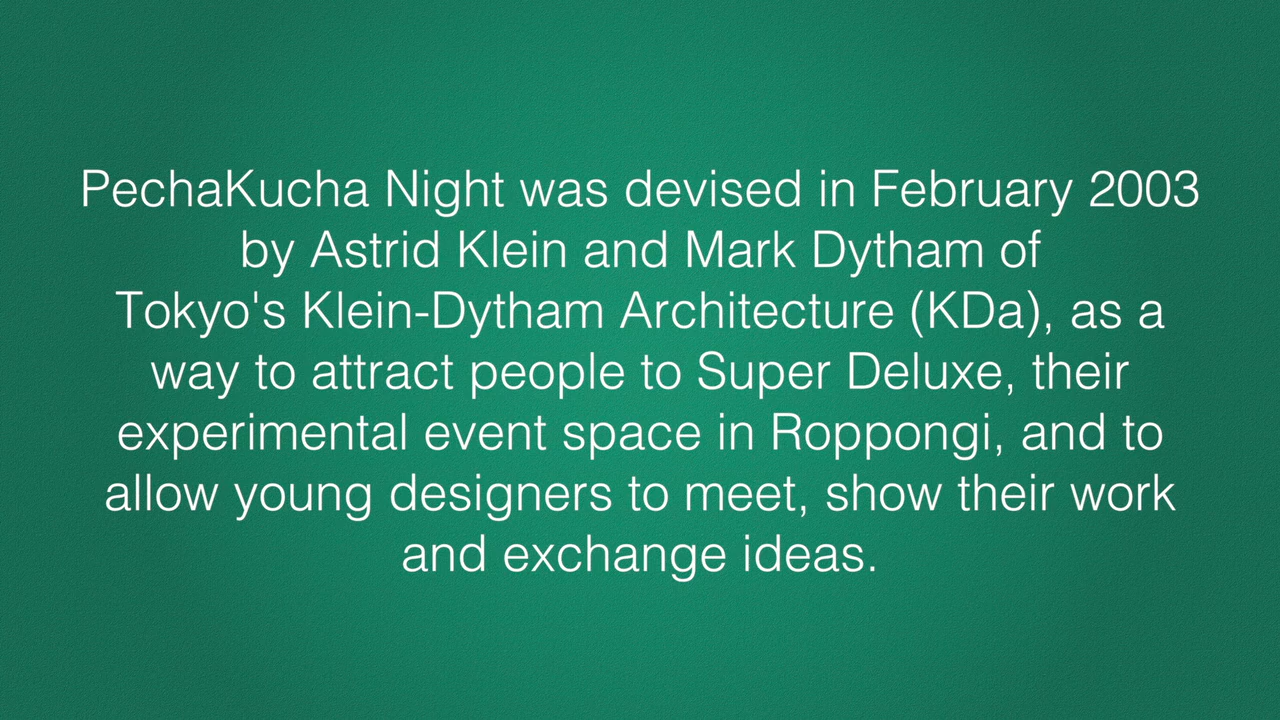 PechaKucha Night was devised in February 2003
by Astrid Klein and Mark Dytham of
Tokyo's Klein-Dytham Architecture (KDa), as a
way to attract people to Super Deluxe, their
experimental event space in Roppongi, and to
allow young designers to meet, show their work
and exchange ideas.